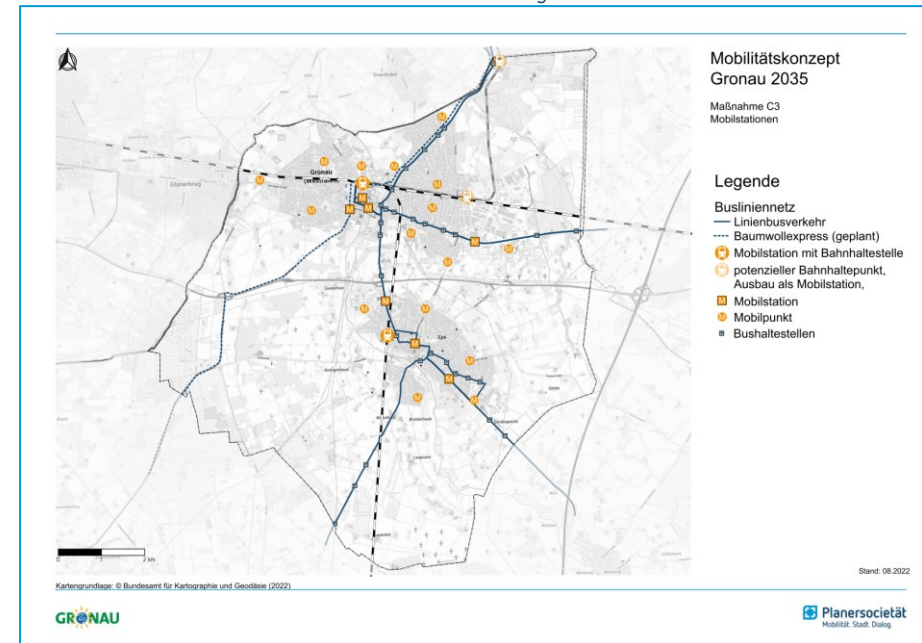 Mobilitätskonzept
Gronau 2035
Maßnahme C3
Mobilstationen
Legende
Busliniennetz
Linienbusverkehr
Baumwollexpress (geplant)
Mobilstation mit Bahnhaltestelle
potenzieller Bahnhaltepunkt,
Ausbau als Mobilstation,
M Mobilstation
M Mobilpunkt
Bushaltestellen
Glanerbrug
Gronau
(Westfalen)
Epe
0 1 2 km
Stand: 08.2022
Kartengrundlage: © Bundesamt für Kartographie und Geodäsie (2022)
GRONAU
Planersocietät
Mobilität. Stadt. Dialog.